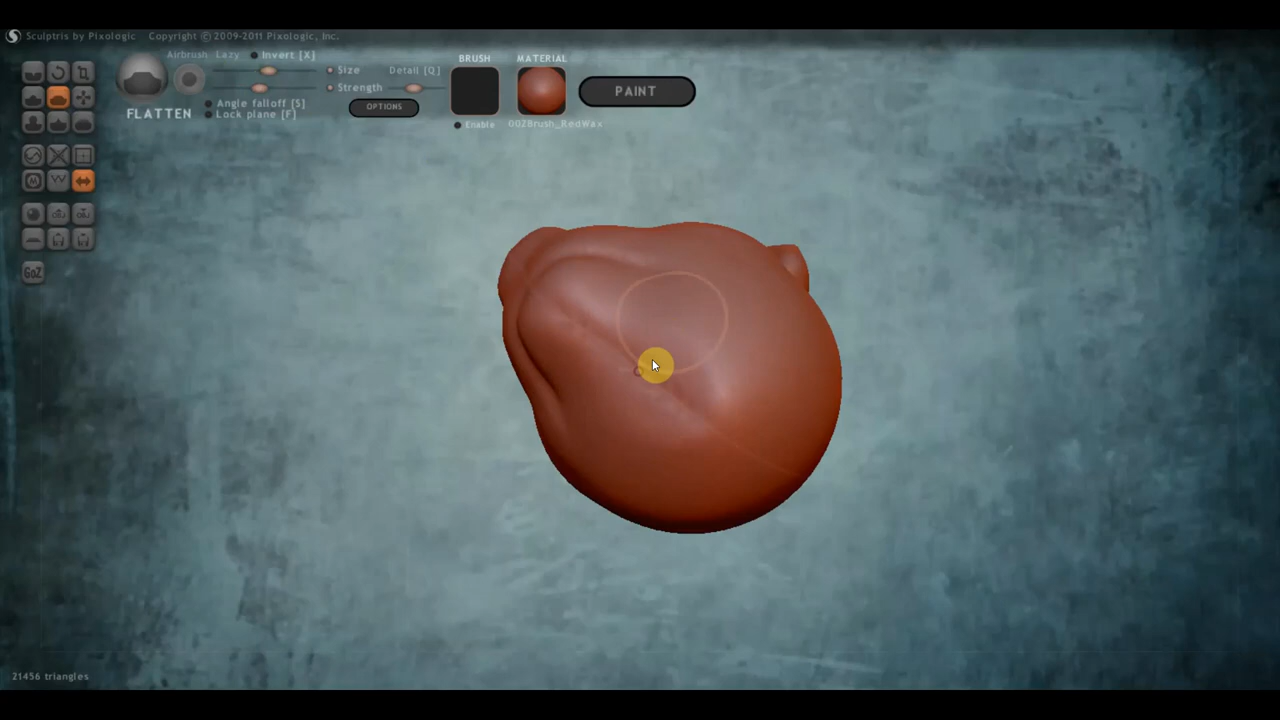 Sculptris by Pixologic Copyright ©2009-2011 Pixologic, Inc.
Airbrush Lazy Invert [X]
Size Detail [Q]
Strength
Angle falloff [S]
Lock plane [F]
FLATTEN
OPTIONS
BRUSH
Enable
MATERIAL
00ZBrush_RedWax
PAINT
GoZ
21456 triangles